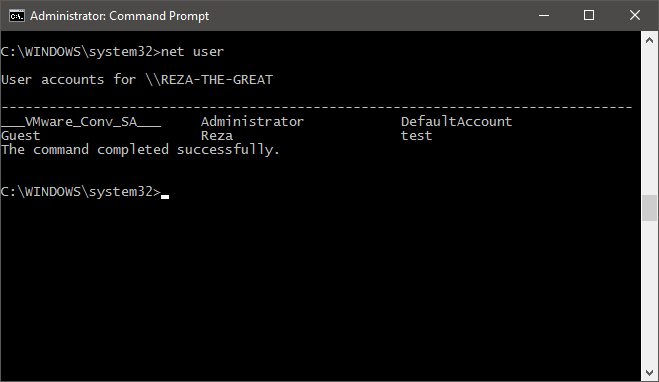 Administrator: Command Prompt
C:\WINDOWS\system32>net user
User accounts for \\REZA-THE-GREAT
-------------------------------------------------------------------------------
___VMware_Conv_SA___     Administrator            DefaultAccount
Guest                    Reza                     test
The command completed successfully.
C:\WINDOWS\system32>